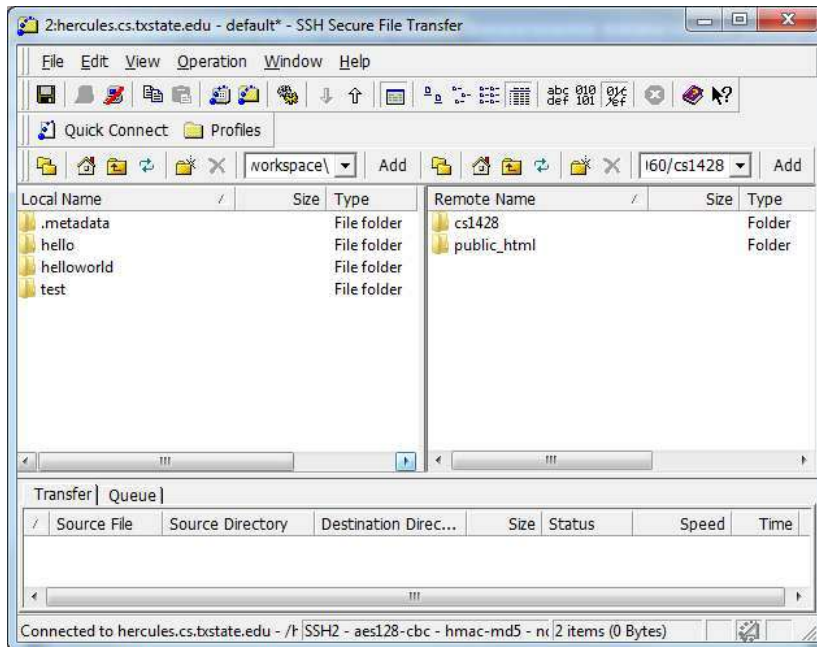 2:hercules.cs.txstate.edu - default* - SSH Secure File Transfer
File Edit View Operation Window Help
abc def 010 101
Quick Connect Profiles
workspace\ Add l60/cs1428 Add
Local Name / Size Type Remote Name / Size Type
.metadata File folder cs1428 Folder
hello File folder public_html Folder
helloworld File folder
test File folder
Transfer Queue
/ Source File Source Directory Destination Direc... Size Status Speed Time
Connected to hercules.cs.txstate.edu - /h SSH2 - aes128-cbc - hmac-md5 - no 2 items (0 Bytes)